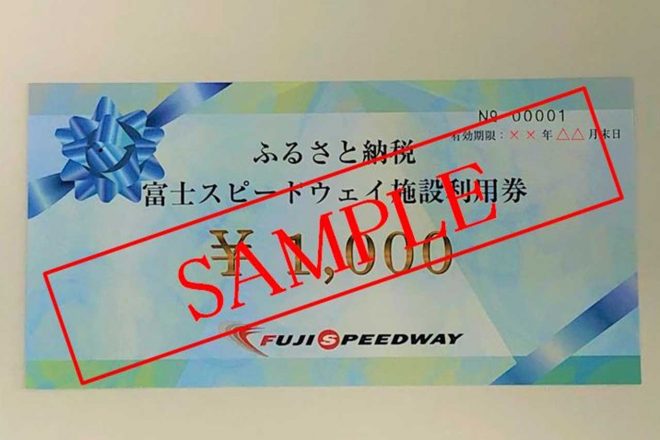 № 00001
有効期限：××年△△月末日
ふるさと納税
富士スピードウェイ施設利用券
¥1,000
SAMPLE
FUJI SPEEDWAY